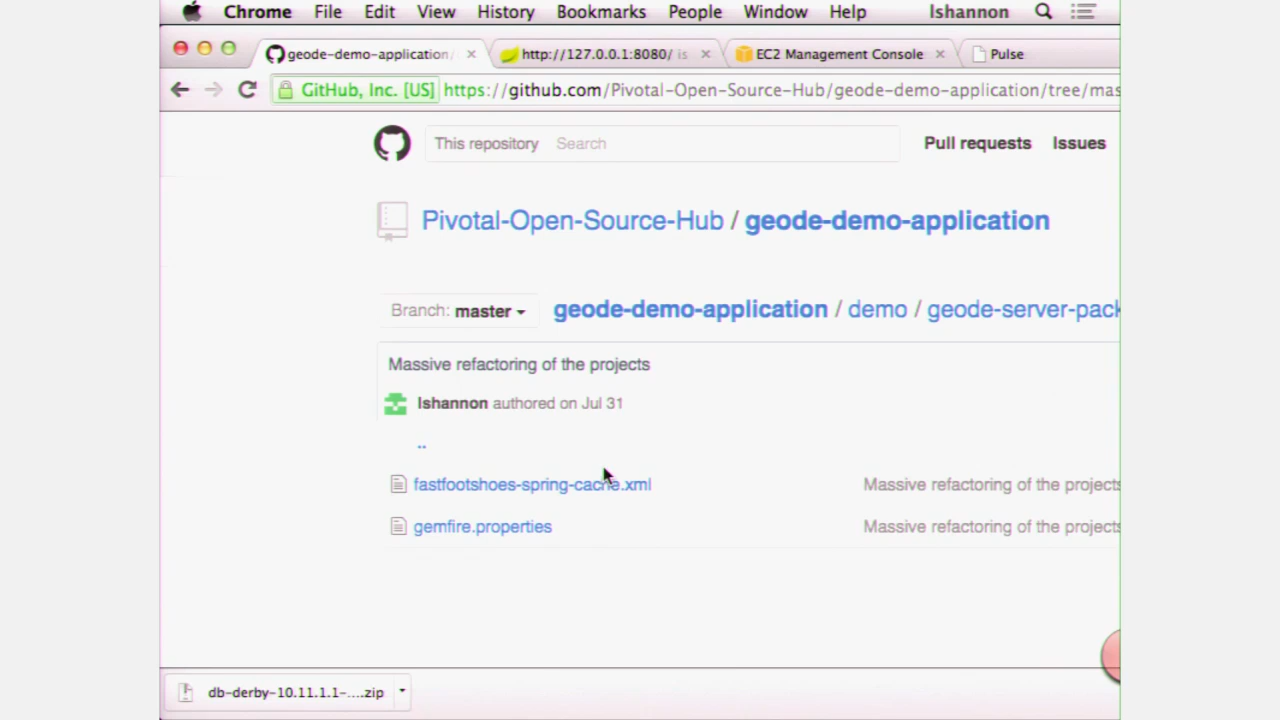 Chrome File Edit View History Bookmarks People Window Help lshannon
geode-demo-application/ http://127.0.0.1:8080/ is EC2 Management Console Pulse
GitHub, Inc. [US] https://github.com/Pivotal-Open-Source-Hub/geode-demo-application/tree/mas
This repository Search Pull requests Issues
Pivotal-Open-Source-Hub / geode-demo-application
Branch: master geode-demo-application / demo / geode-server-pack
Massive refactoring of the projects
lshannon authored on Jul 31
..
fastfootshoes-spring-cache.xml Massive refactoring of the projects
gemfire.properties Massive refactoring of the projects
db-derby-10.11.1.1-....zip